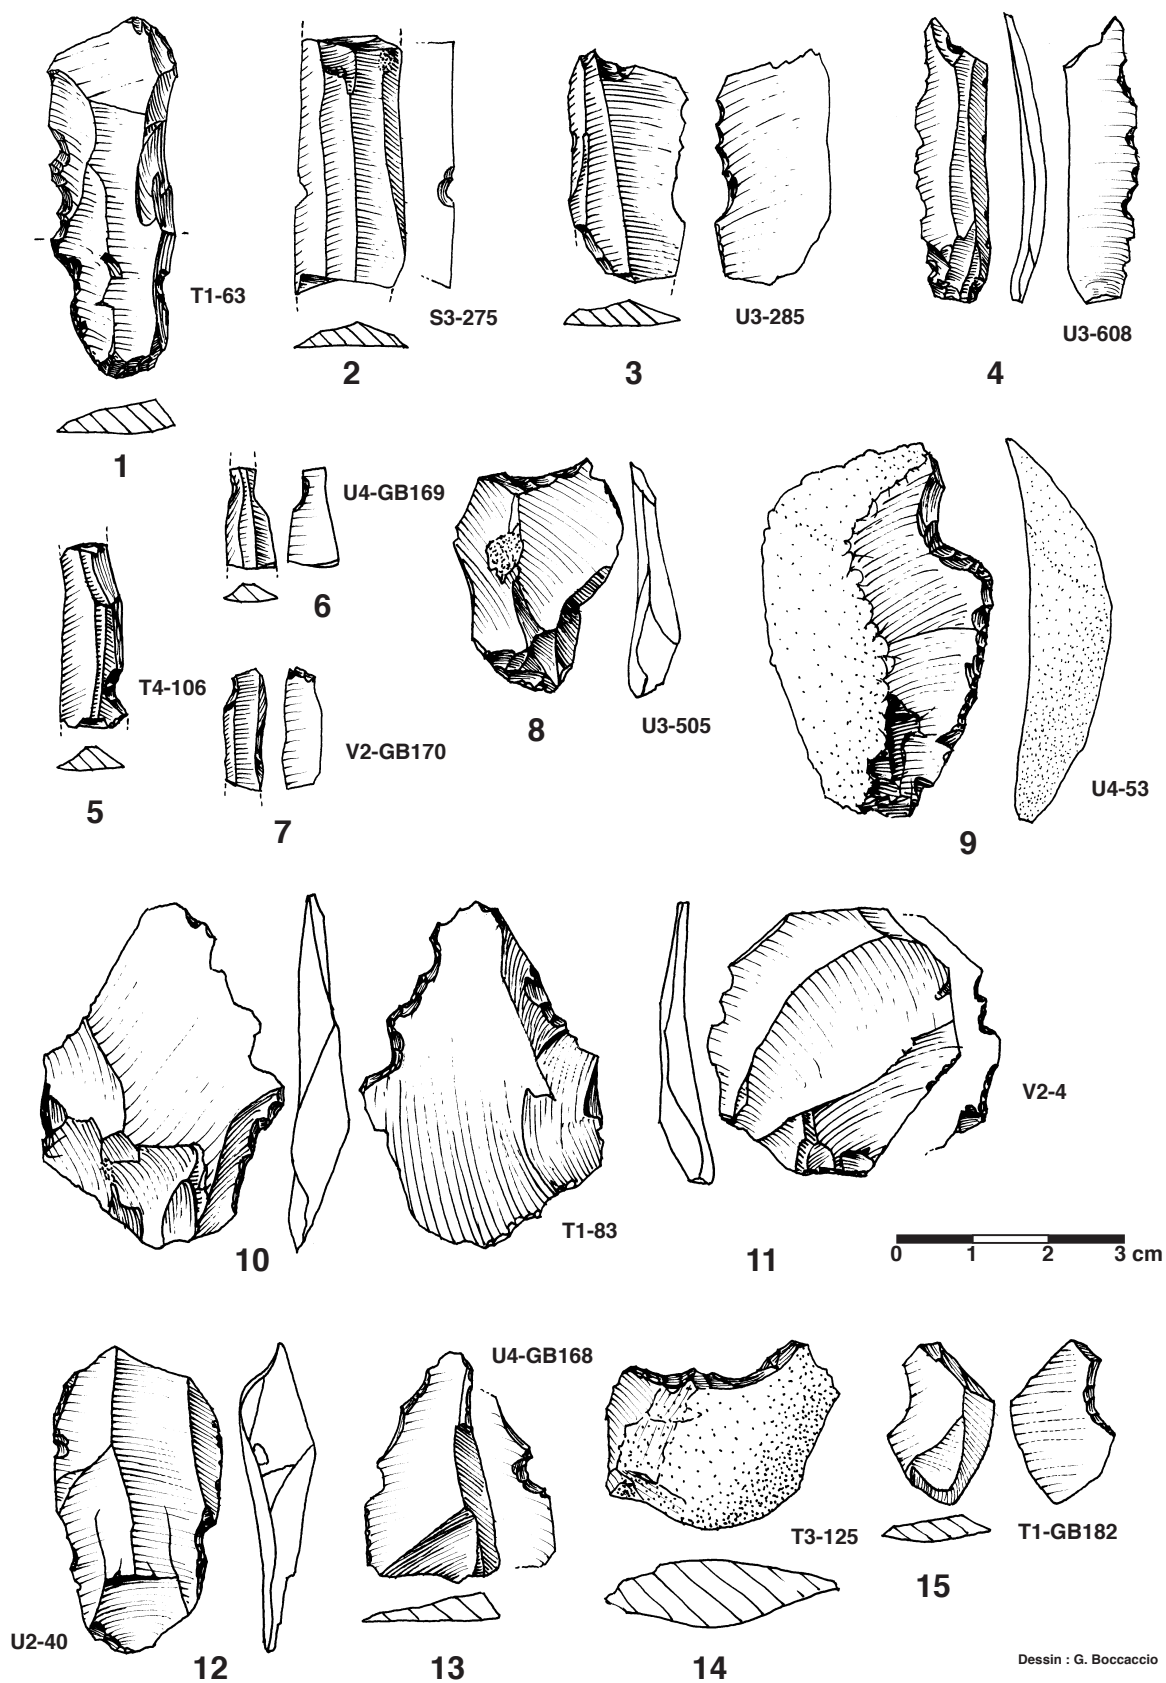 T1-63
1
S3-275
2
U3-285
3
U3-608
4
U4-GB169
6
T4-106
5
V2-GB170
7
U3-505
8
U4-53
9
T1-83
10
V2-4
11
0 1 2 3 cm
U2-40
12
U4-GB168
13
T3-125
14
T1-GB182
15
Dessin : G. Boccaccio